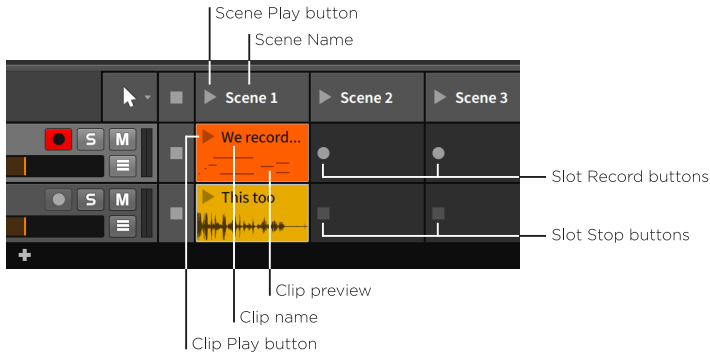 Scene Play button
Scene Name
Scene 1
Scene 2
Scene 3
S
M
We record...
Slot Record buttons
S
M
This too
Slot Stop buttons
Clip preview
Clip name
Clip Play button